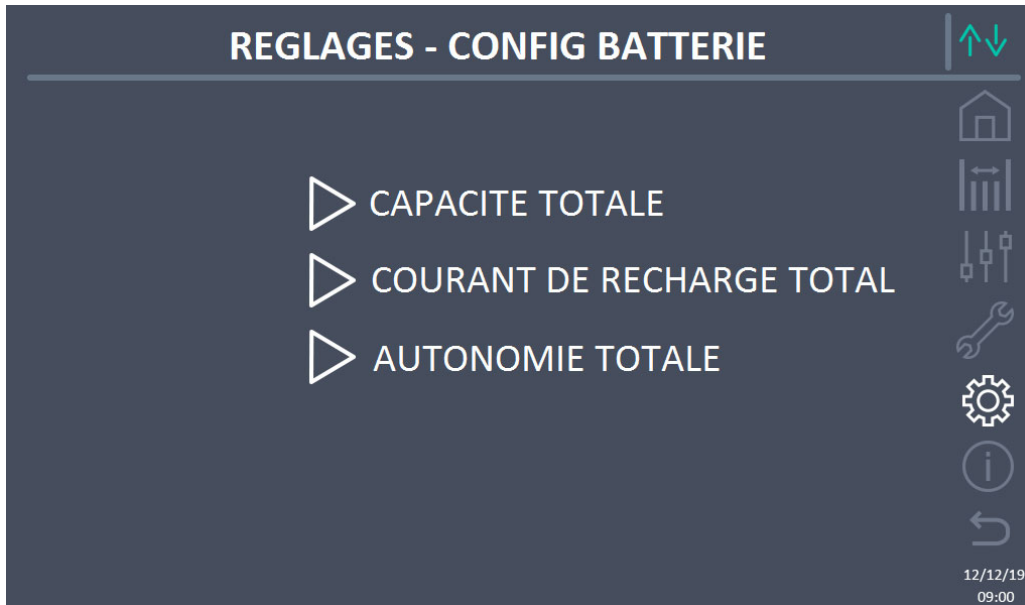 REGLAGES - CONFIG BATTERIE
CAPACITE TOTALE
COURANT DE RECHARGE TOTAL
AUTONOMIE TOTALE
12/12/19
09:00